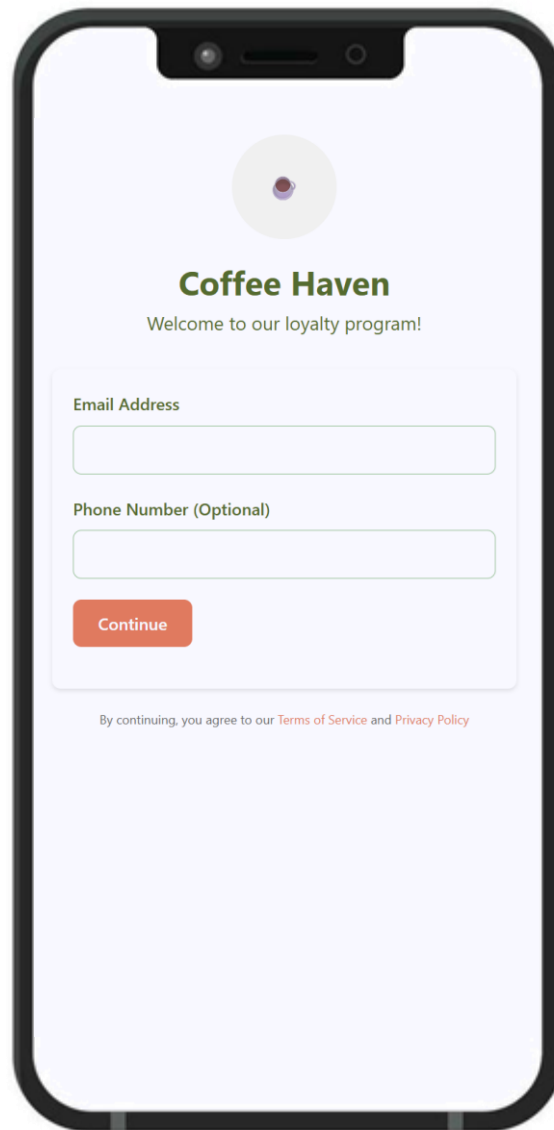 Coffee Haven
Welcome to our loyalty program!
Email Address
Phone Number (Optional)
Continue
By continuing, you agree to our Terms of Service and Privacy Policy